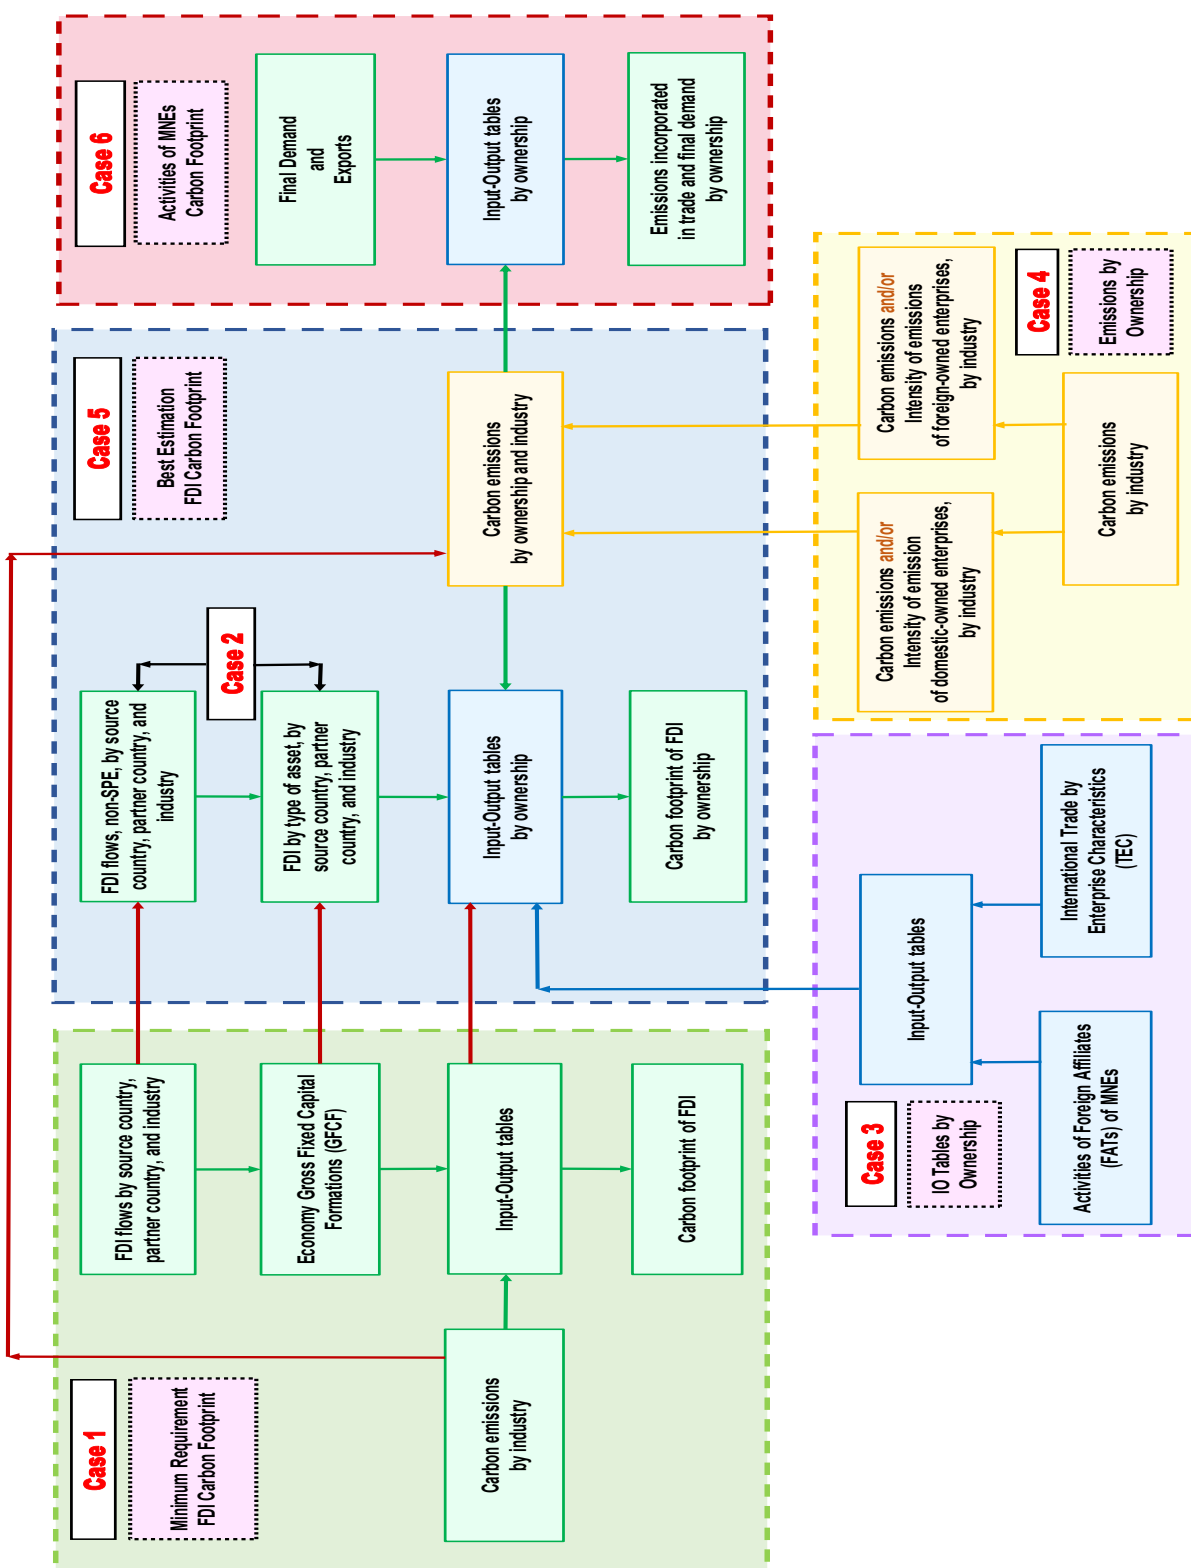 Case 1
Minimum Requirement
FDI Carbon Footprint
FDI flows by source country,
partner country, and industry
Economy Gross Fixed Capital
Formations (GFCF)
Carbon emissions
by industry
Input-Output tables
Carbon footprint of FDI
Case 5
Best Estimation
FDI Carbon Footprint
FDI flows, non-SPE, by source
country, partner country, and
industry
Case 2
FDI by type of asset, by
source country, partner
country, and industry
Input-Output tables
by ownership
Carbon emissions
by ownership and industry
Carbon footprint of FDI
by ownership
Case 6
Activities of MNEs
Carbon Footprint
Final Demand
and
Exports
Input-Output tables
by ownership
Emissions incorporated
in trade and final demand
by ownership
Case 3
IO Tables by
Ownership
Input-Output tables
Activities of Foreign Affiliates
(FATs) of MNEs
International Trade by
Enterprise Characteristics
(TEC)
Carbon emissions and/or
Intensity of emission
of domestic-owned enterprises,
by industry
Carbon emissions and/or
Intensity of emissions
of foreign-owned enterprises,
by industry
Case 4
Emissions by
Ownership
Carbon emissions
by industry